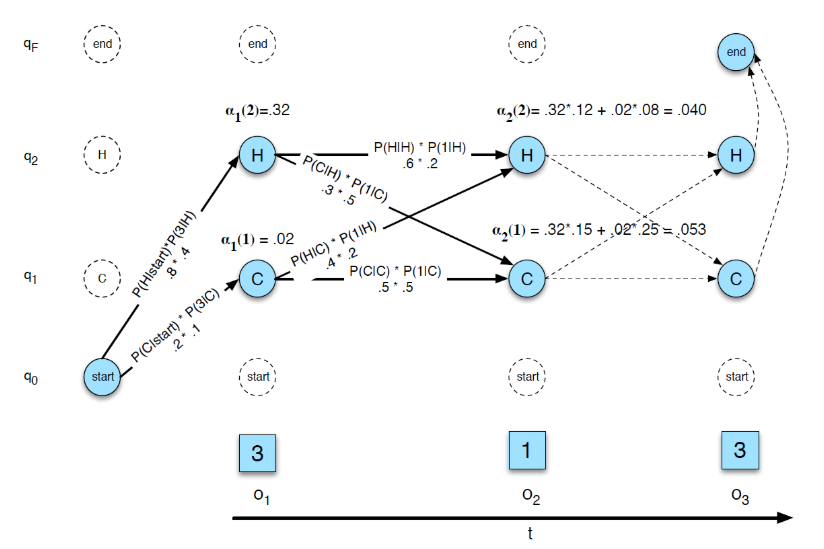 qF end end end end
α1(2)=.32 α2(2)= .32*.12 + .02*.08 = .040
q2 H H H H
P(H|H) * P(1|H)
.6 * .2
P(C|H) * P(1|C)
.3 * .5
P(H|start)*P(3|H)
.8 * .4
α1(1) = .02 α2(1) = .32*.15 + .02*.25 = .053
P(H|C) * P(1|H)
.4 * .2
q1 C C C C
P(C|C) * P(1|C)
.5 * .5
P(C|start) * P(3|C)
.2 * .1
q0 start start start start
3 1 3
o1 o2 o3
t